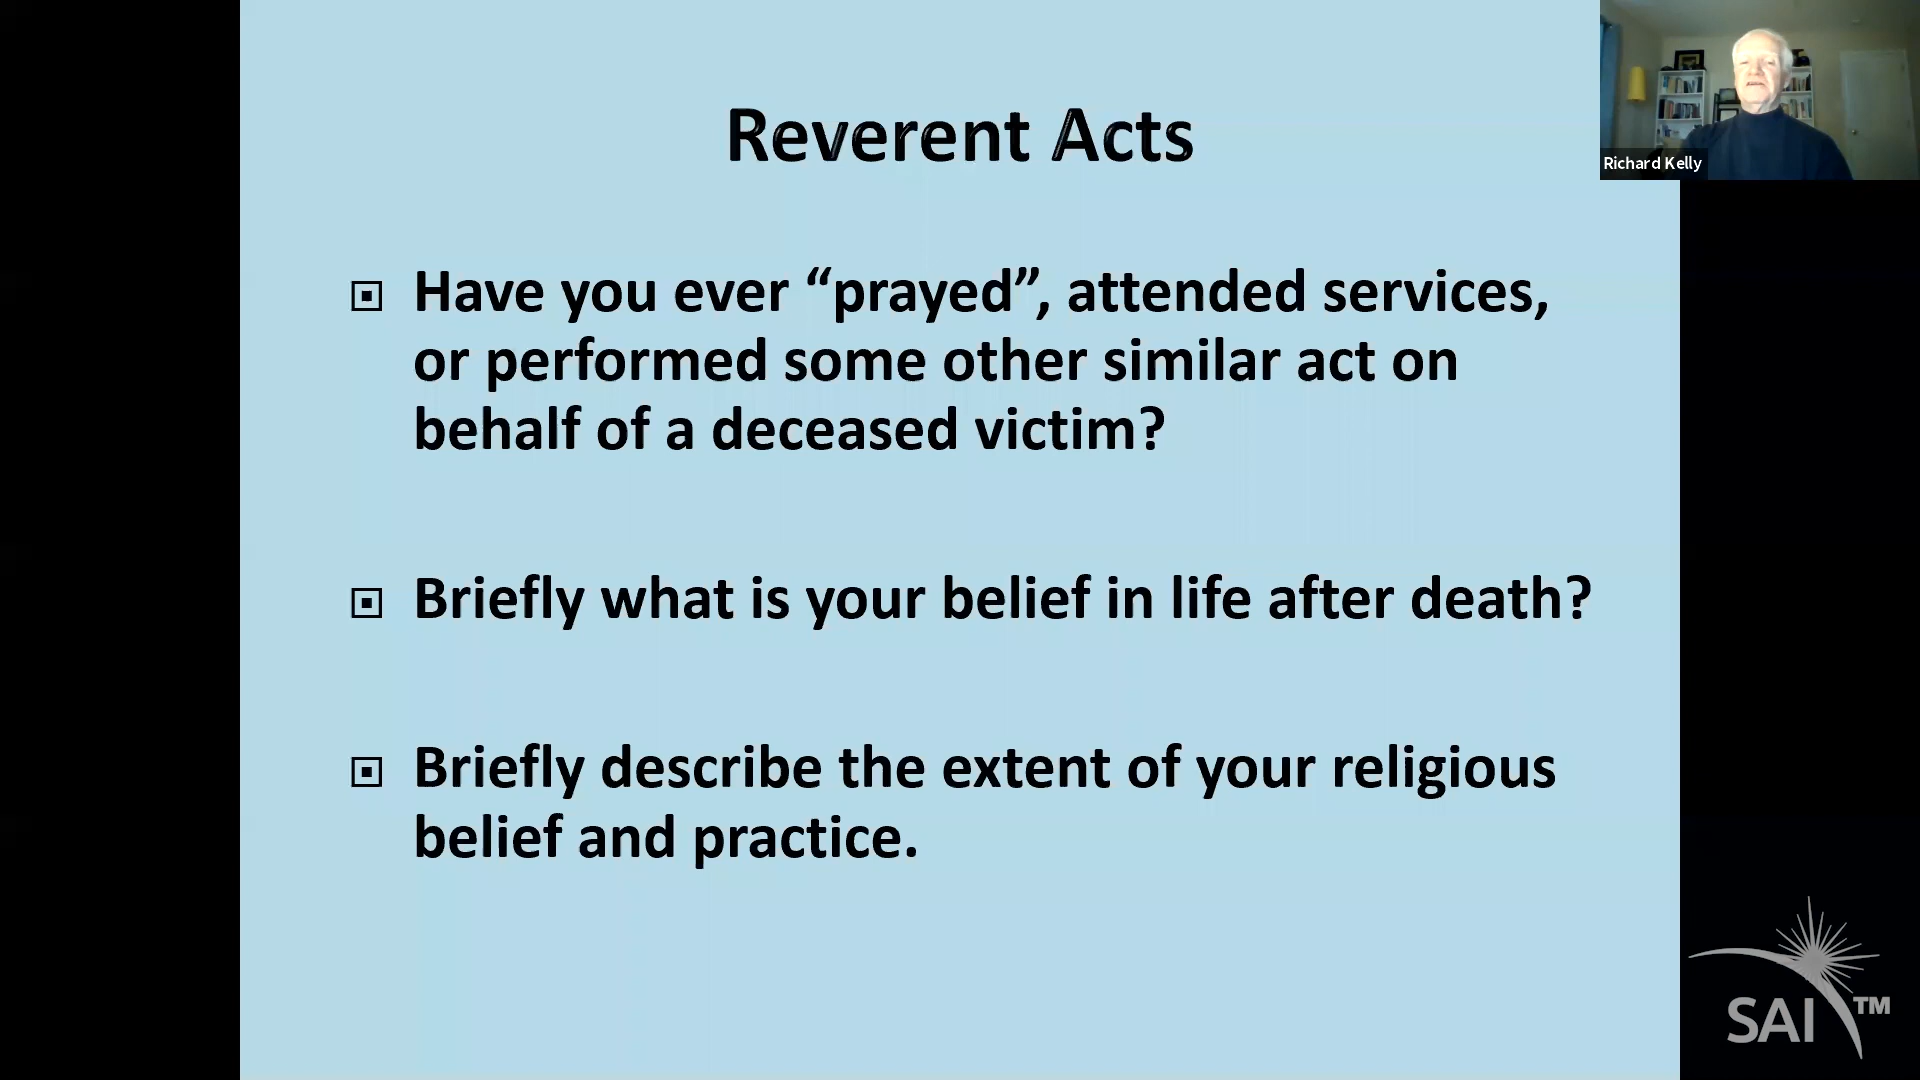 Reverent Acts
Have you ever “prayed”, attended services,
or performed some other similar act on
behalf of a deceased victim?
Briefly what is your belief in life after death?
Briefly describe the extent of your religious
belief and practice.
Richard Kelly
SAI™